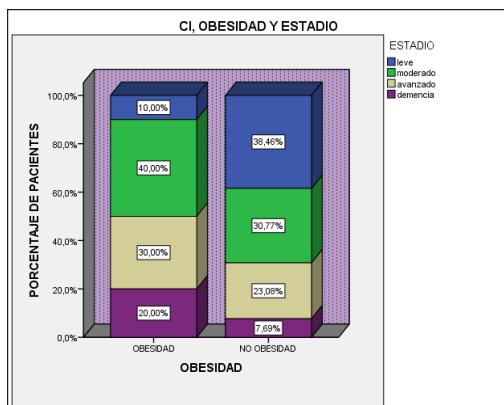 CI, OBESIDAD Y ESTADIO
ESTADIO
leve
moderado
avanzado
demencia
PORCENTAJE DE PACIENTES
100,0%
80,0%
60,0%
40,0%
20,0%
0,0%
10,00%
40,00%
30,00%
20,00%
38,46%
30,77%
23,08%
7,69%
OBESIDAD
NO OBESIDAD
OBESIDAD